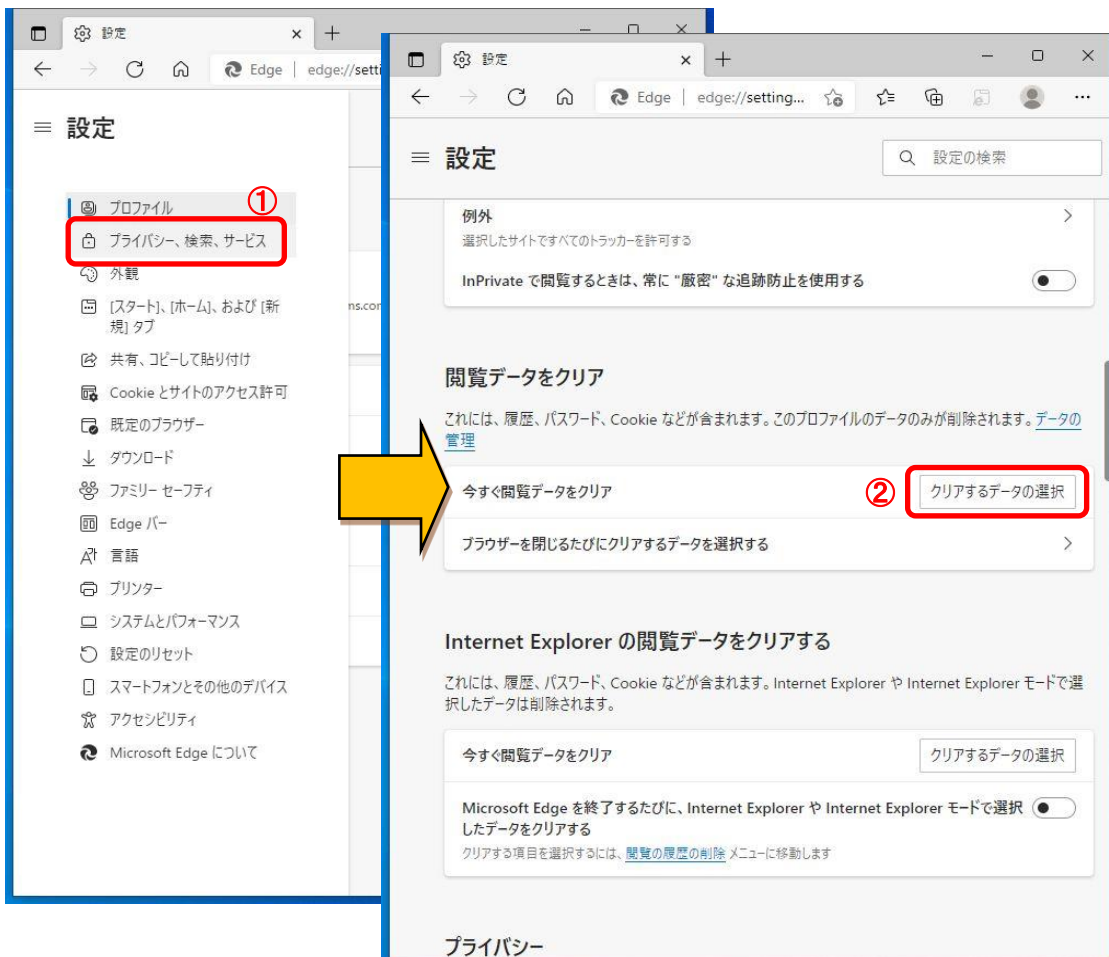 設定
Edge | edge://setti
設定
①
プロファイル
プライバシー、検索、サービス
外観
[スタート]、[ホーム]、および [新
規] タブ
共有、コピーして貼り付け
Cookie とサイトのアクセス許可
既定のブラウザー
ダウンロード
ファミリー セーフティ
Edge バー
言語
プリンター
システムとパフォーマンス
設定のリセット
スマートフォンとその他のデバイス
アクセシビリティ
Microsoft Edge について
ns.cor
設定
Edge | edge://setting...
設定
設定の検索
例外
選択したサイトですべてのトラッカーを許可する
InPrivate で閲覧するときは、常に "厳密" な追跡防止を使用する
閲覧データをクリア
これには、履歴、パスワード、Cookie などが含まれます。このプロファイルのデータのみが削除されます。データの
管理
今すぐ閲覧データをクリア ② クリアするデータの選択
ブラウザーを閉じるたびにクリアするデータを選択する
Internet Explorer の閲覧データをクリアする
これには、履歴、パスワード、Cookie などが含まれます。Internet Explorer や Internet Explorer モードで選
択したデータは削除されます。
今すぐ閲覧データをクリア クリアするデータの選択
Microsoft Edge を終了するたびに、Internet Explorer や Internet Explorer モードで選択
したデータをクリアする
クリアする項目を選択するには、閲覧の履歴の削除 メニューに移動します
プライバシー